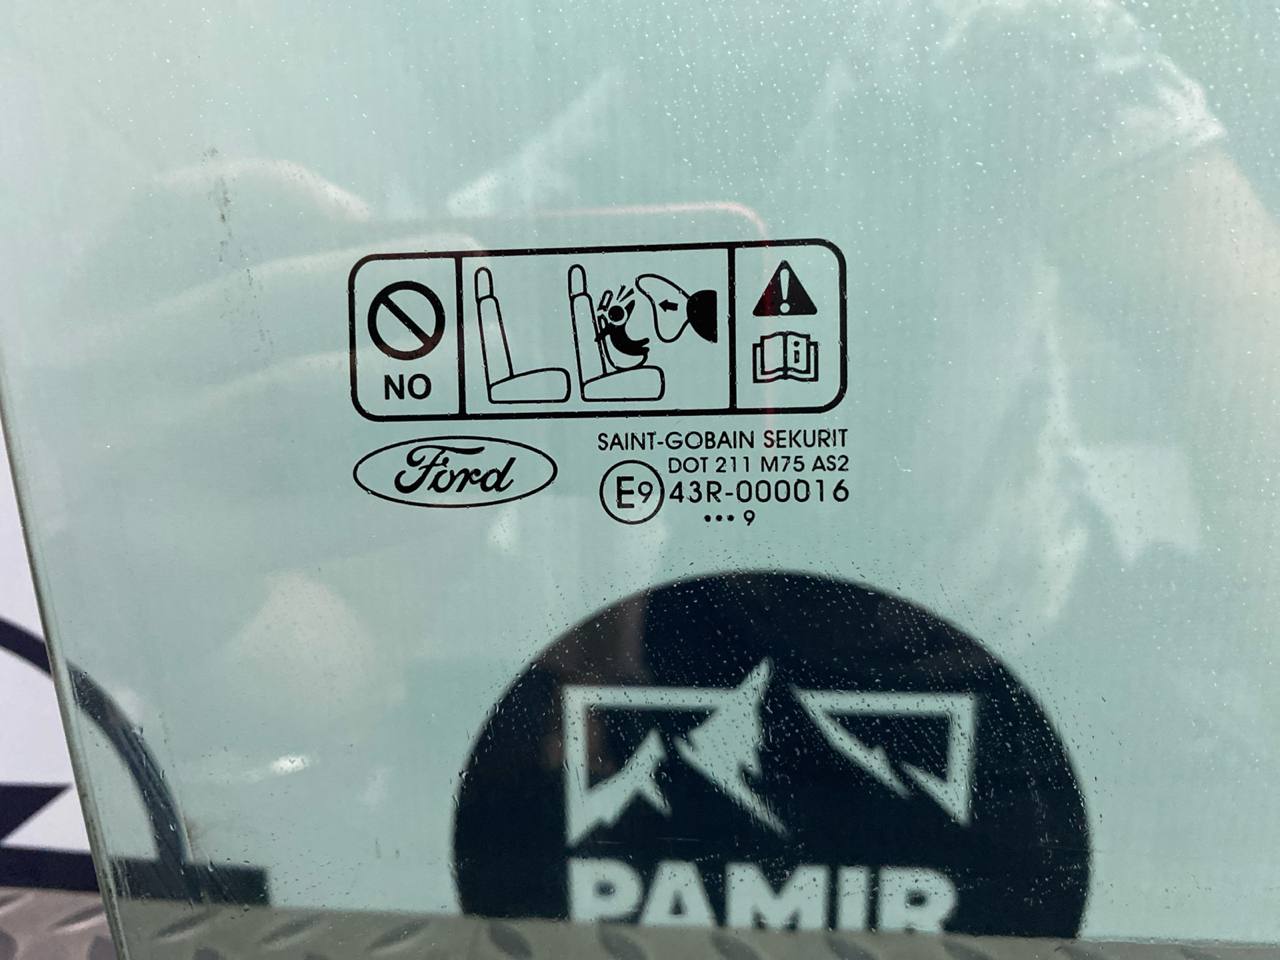 NO
i
Ford
SAINT-GOBAIN SEKURIT
DOT 211 M75 AS2
E9 43R-000016
••• 9
PAMIR